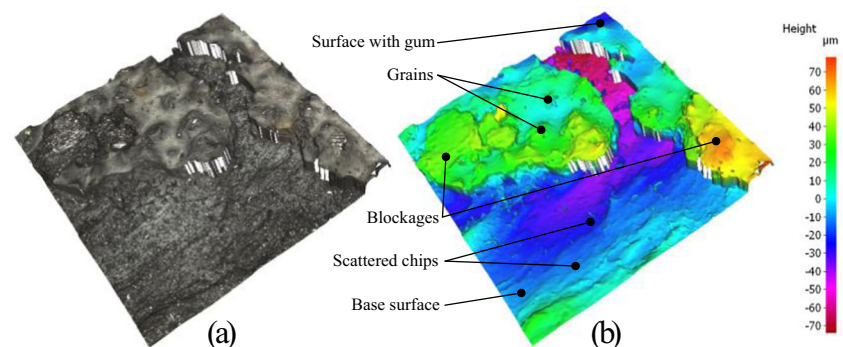 Surface with gum
Grains
Blockages
Scattered chips
Base surface
(a)
(b)
Height
µm
70
60
50
40
30
20
10
0
-10
-20
-30
-40
-50
-60
-70